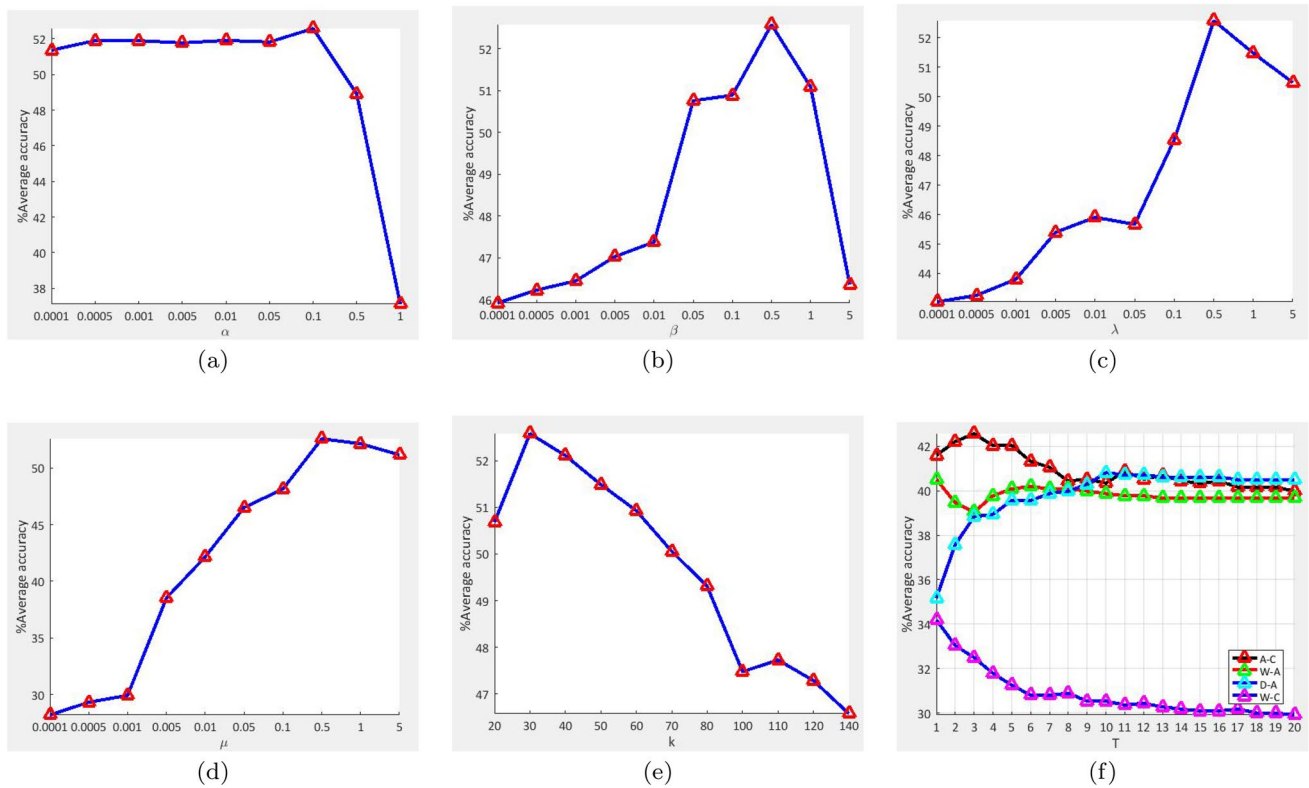 %Average accuracy
52
50
48
46
44
42
40
38
0.0001 0.0005 0.001 0.005 0.01 0.05 0.1 0.5 1
α
(a)
%Average accuracy
52
51
50
49
48
47
46
0.0001 0.0005 0.001 0.005 0.01 0.05 0.1 0.5 1 5
β
(b)
%Average accuracy
52
51
50
49
48
47
46
45
44
0.0001 0.0005 0.001 0.005 0.01 0.05 0.1 0.5 1 5
λ
(c)
%Average accuracy
50
45
40
35
30
0.0001 0.0005 0.001 0.005 0.01 0.05 0.1 0.5 1 5
μ
(d)
%Average accuracy
52
51
50
49
48
47
20 30 40 50 60 70 80 100 110 120 140
k
(e)
%Average accuracy
42
40
38
36
34
32
30
A-C
W-A
D-A
W-C
1 2 3 4 5 6 7 8 9 10 11 12 13 14 15 16 17 18 19 20
T
(f)